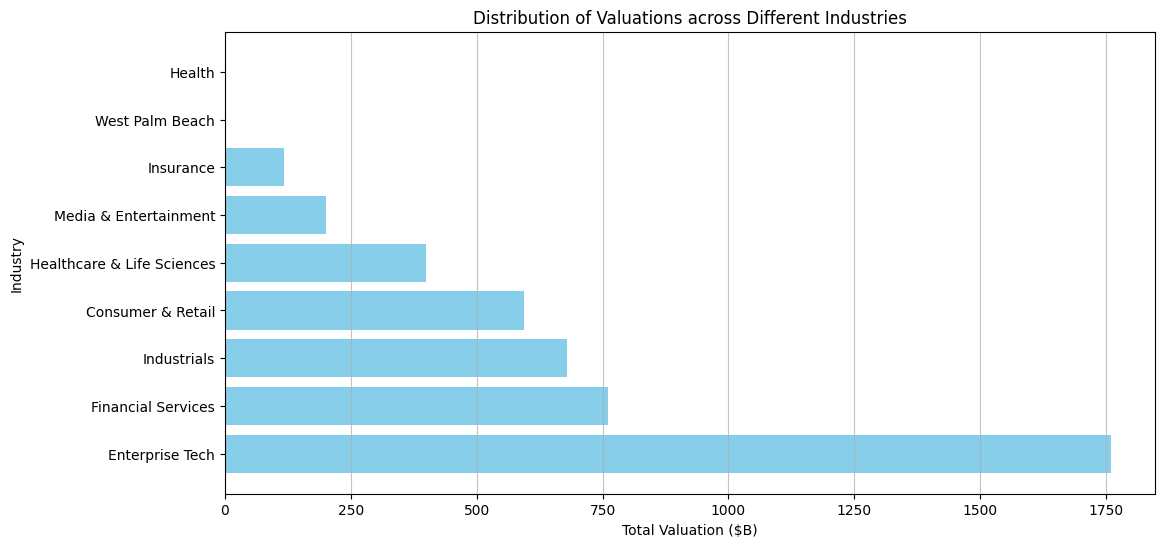 Distribution of Valuations across Different Industries
Industry
Health
West Palm Beach
Insurance
Media & Entertainment
Healthcare & Life Sciences
Consumer & Retail
Industrials
Financial Services
Enterprise Tech
0 250 500 750 1000 1250 1500 1750
Total Valuation ($B)